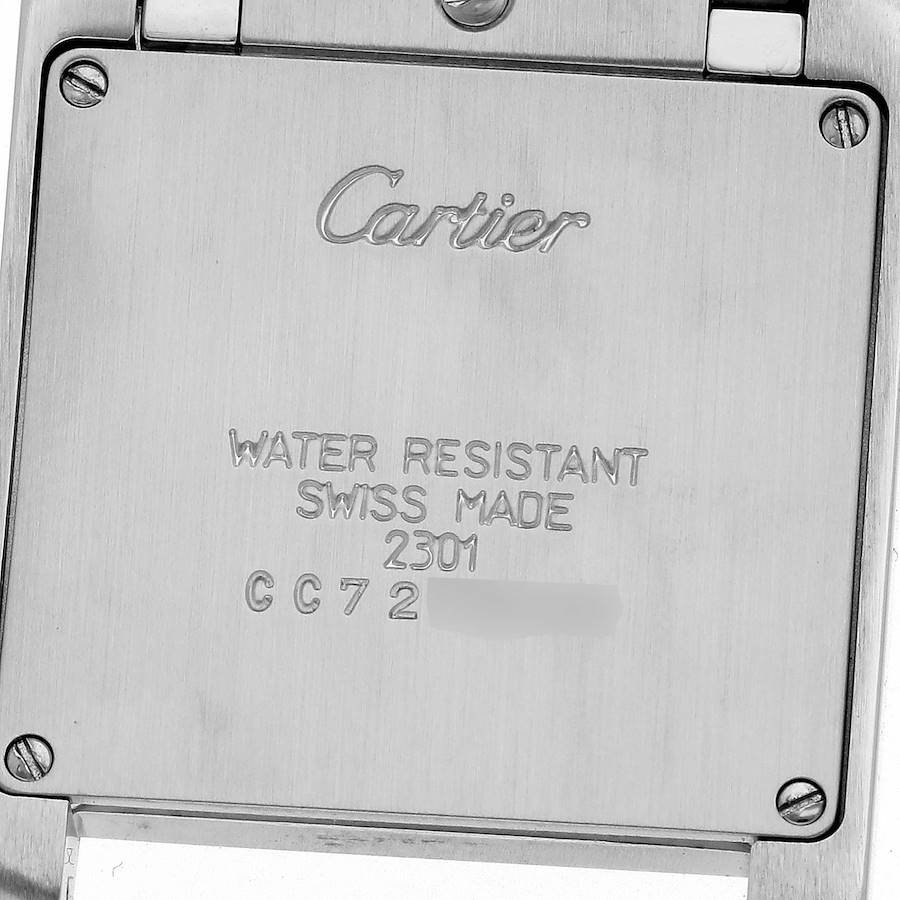 Cartier
WATER RESISTANT
SWISS MADE
2301
CC72